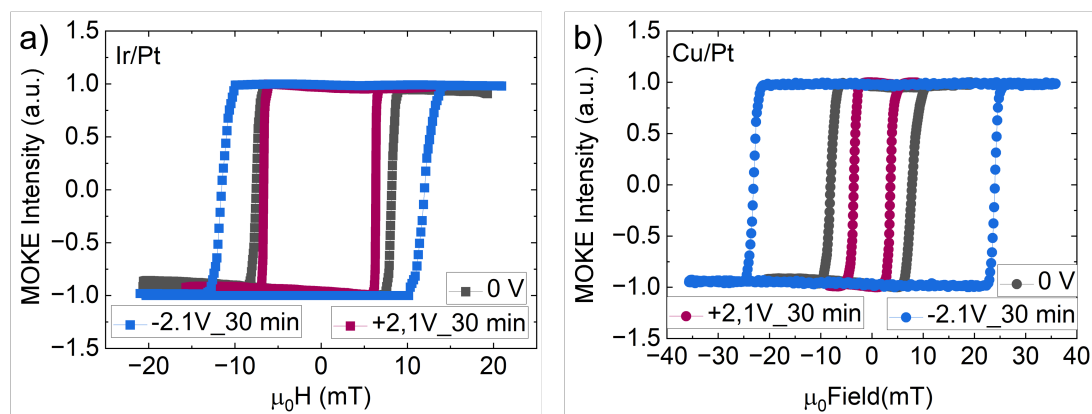 a)
Ir/Pt
MOKE Intensity (a.u.)
1.5
1.0
0.5
0.0
−0.5
−1.0
−1.5
0 V
-2.1V_30 min
+2,1V_30 min
−20 −10 0 10 20
μ0H (mT)
b)
Cu/Pt
MOKE Intensity (a.u.)
1.5
1.0
0.5
0.0
−0.5
−1.0
−1.5
0 V
+2,1V_30 min
-2.1V_30 min
−40 −30 −20 −10 0 10 20 30 40
μ0Field(mT)